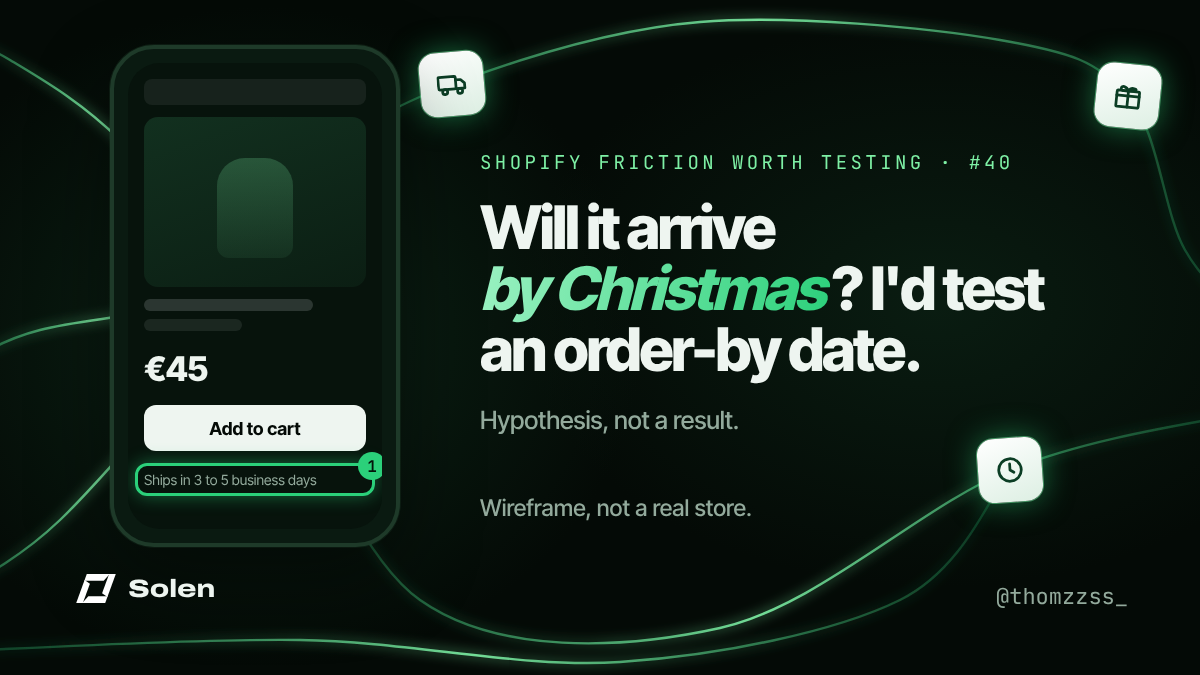 SHOPIFY FRICTION WORTH TESTING · #40
Will it arrive
by Christmas? I'd test
an order-by date.
Hypothesis, not a result.
Wireframe, not a real store.
€45
Add to cart
Ships in 3 to 5 business days
1
Solen
@thomzzss_